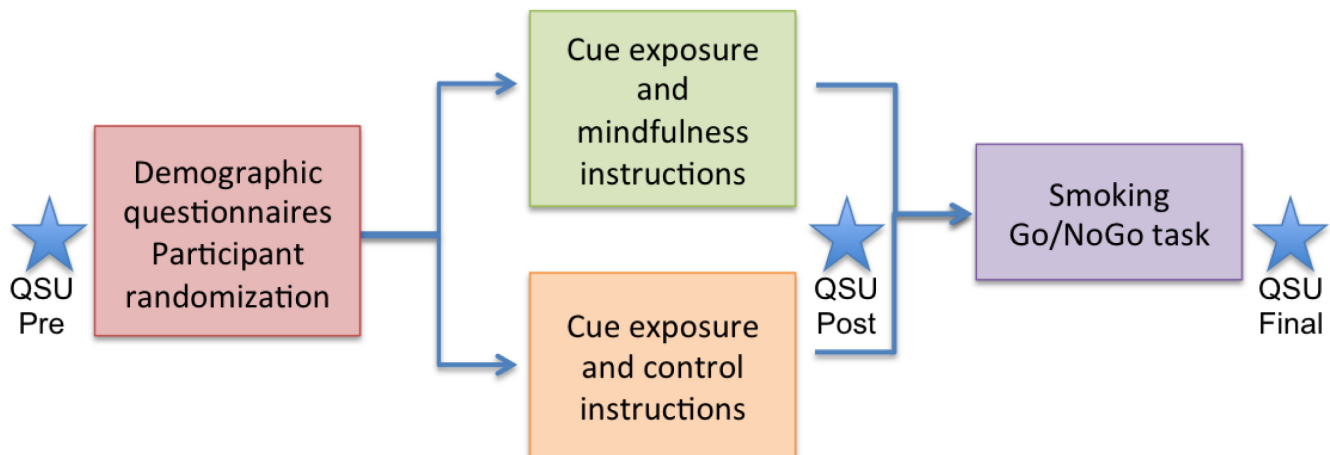 QSU
Pre
Demographic
questionnaires
Participant
randomization
Cue exposure
and
mindfulness
instructions
Cue exposure
and control
instructions
QSU
Post
Smoking
Go/NoGo task
QSU
Final